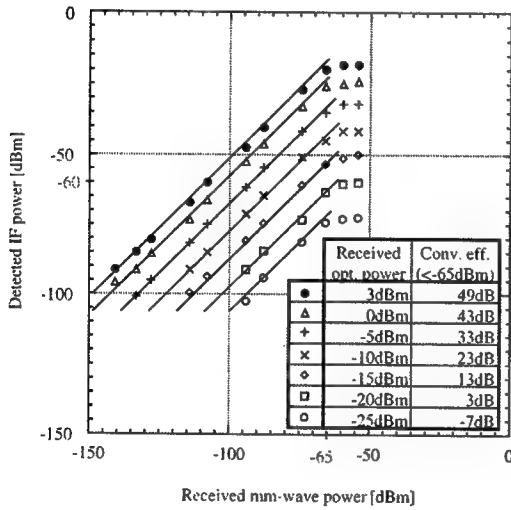 0
-50
-60
-100
-150
Detected IF power [dBm]
Received opt. power
Conv. eff. (<-65dBm)
3dBm 49dB
0dBm 43dB
-5dBm 33dB
-10dBm 23dB
-15dBm 13dB
-20dBm 3dB
-25dBm -7dB
-150 -100 -65 -50 0
Received mm-wave power [dBm]